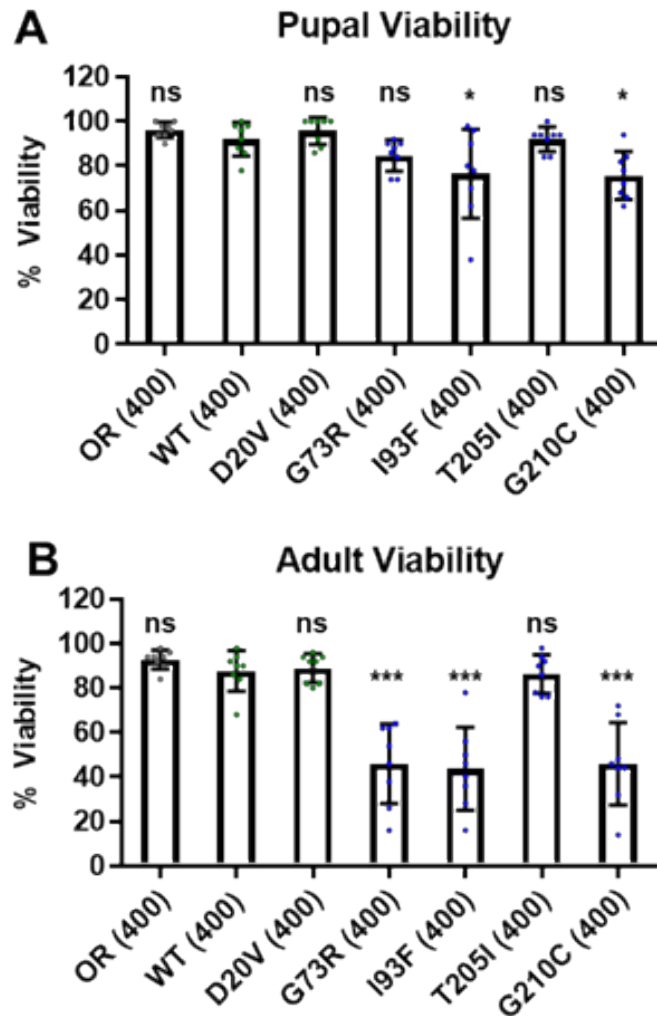 A Pupal Viability
120
100
80
60
40
20
0
% Viability
ns ns ns * ns *
OR (400) WT (400) D20V (400) G73R (400) I93F (400) T205I (400) G210C (400)
B Adult Viability
120
100
80
60
40
20
0
% Viability
ns ns *** *** ns ***
OR (400) WT (400) D20V (400) G73R (400) I93F (400) T205I (400) G210C (400)